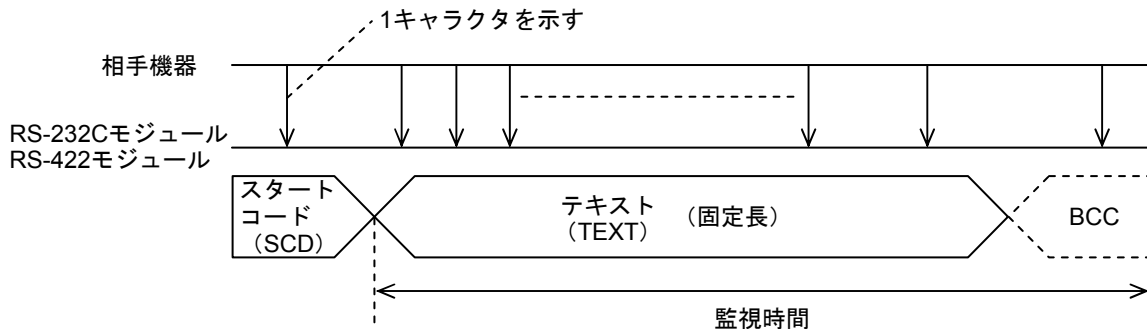 1キャラクタを示す
相手機器
RS-232Cモジュール
RS-422モジュール
スタート
コード
（SCD）
テキスト （固定長）
（TEXT）
BCC
監視時間